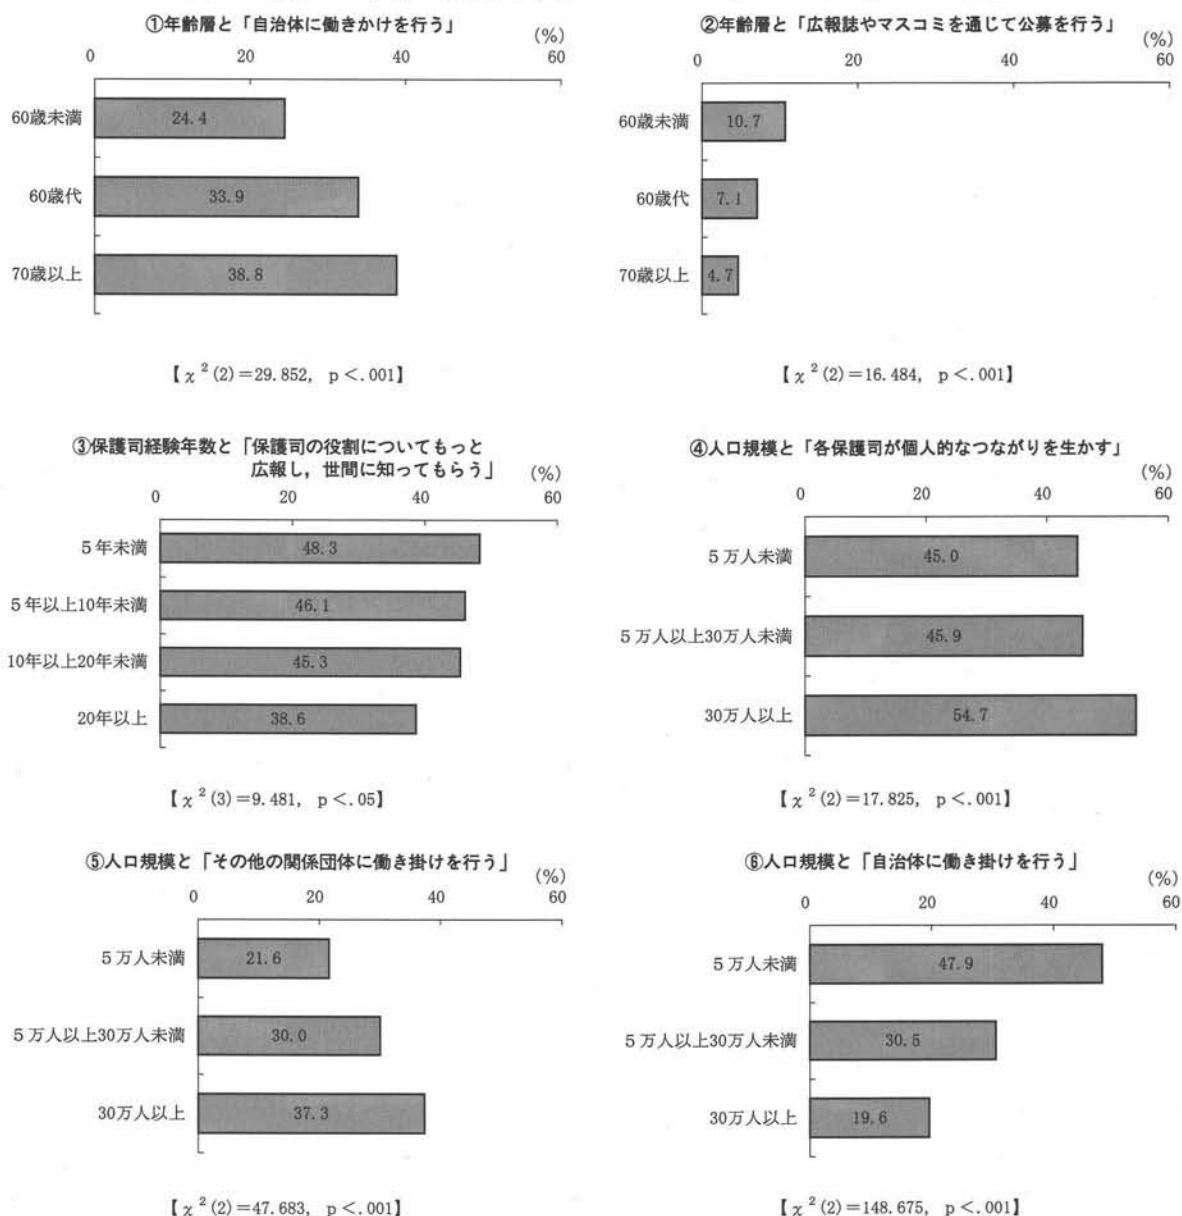 ①年齢層と「自治体に働きかけを行う」
(%)
0 20 40 60
60歳未満 24.4
60歳代 33.9
70歳以上 38.8
【χ²(2)=29.852, p<.001】
②年齢層と「広報誌やマスコミを通じて公募を行う」
(%)
0 20 40 60
60歳未満 10.7
60歳代 7.1
70歳以上 4.7
【χ²(2)=16.484, p<.001】
③保護司経験年数と「保護司の役割についてもっと
広報し,世間に知ってもらう」
(%)
0 20 40 60
5年未満 48.3
5年以上10年未満 46.1
10年以上20年未満 45.3
20年以上 38.6
【χ²(3)=9.481, p<.05】
④人口規模と「各保護司が個人的なつながりを生かす」
(%)
0 20 40 60
5万人未満 45.0
5万人以上30万人未満 45.9
30万人以上 54.7
【χ²(2)=17.825, p<.001】
⑤人口規模と「その他の関係団体に働き掛けを行う」
(%)
0 20 40 60
5万人未満 21.6
5万人以上30万人未満 30.0
30万人以上 37.3
【χ²(2)=47.683, p<.001】
⑥人口規模と「自治体に働き掛けを行う」
(%)
0 20 40 60
5万人未満 47.9
5万人以上30万人未満 30.5
30万人以上 19.6
【χ²(2)=148.675, p<.001】